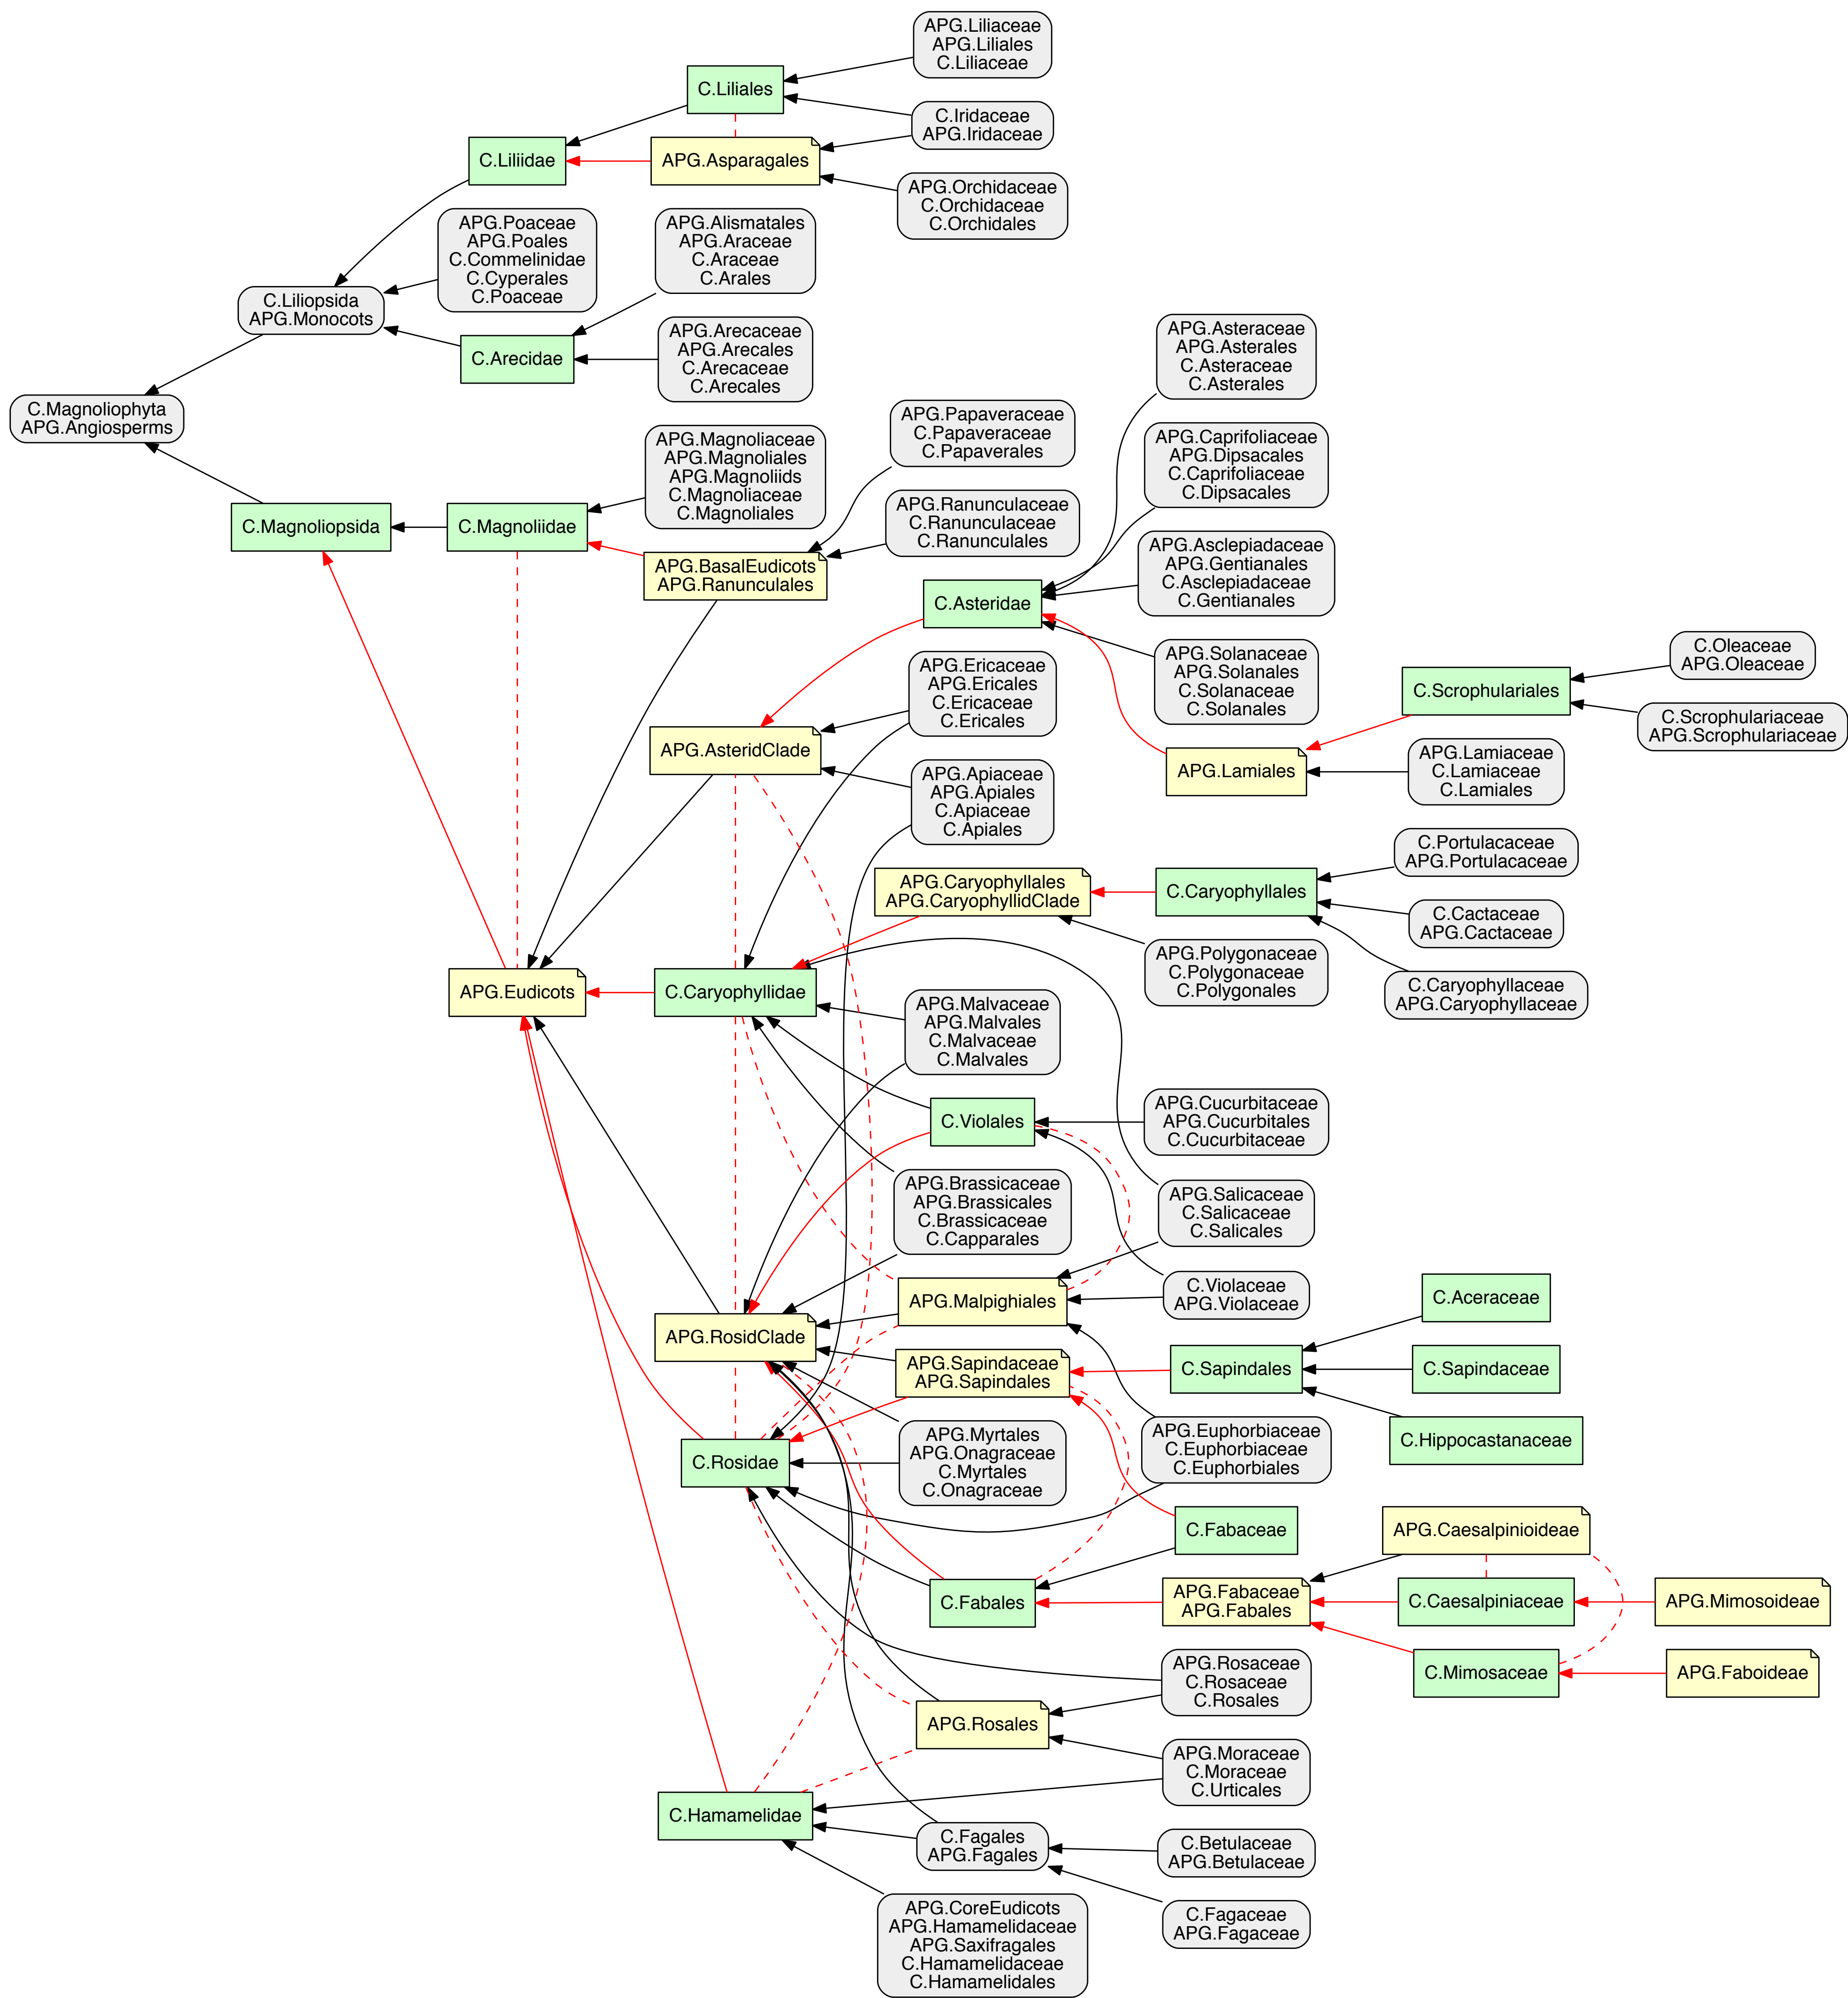 APG.Liliaceae
APG.Liliales
C.Liliaceae
C.Liliales
C.Iridaceae
APG.Iridaceae
C.Liliidae
APG.Asparagales
APG.Orchidaceae
C.Orchidaceae
C.Orchidales
APG.Poaceae
APG.Poales
C.Commelinidae
C.Cyperales
C.Poaceae
APG.Alismatales
APG.Araceae
C.Araceae
C.Arales
C.Liliopsida
APG.Monocots
C.Arecidae
APG.Arecaceae
APG.Arecales
C.Arecaceae
C.Arecales
APG.Asteraceae
APG.Asterales
C.Asteraceae
C.Asterales
C.Magnoliophyta
APG.Angiosperms
APG.Papaveraceae
C.Papaveraceae
C.Papaverales
APG.Caprifoliaceae
APG.Dipsacales
C.Caprifoliaceae
C.Dipsacales
APG.Magnoliaceae
APG.Magnoliales
APG.Magnoliids
C.Magnoliaceae
C.Magnoliales
C.Magnoliopsida
C.Magnoliidae
APG.Ranunculaceae
C.Ranunculaceae
C.Ranunculales
APG.BasalEudicots
APG.Ranunculales
APG.Asclepiadaceae
APG.Gentianales
C.Asclepiadaceae
C.Gentianales
C.Asteridae
APG.Solanaceae
APG.Solanales
C.Solanaceae
C.Solanales
C.Oleaceae
APG.Oleaceae
APG.Ericaceae
APG.Ericales
C.Ericaceae
C.Ericales
C.Scrophulariales
C.Scrophulariaceae
APG.Scrophulariaceae
APG.AsteridClade
APG.Lamiales
APG.Lamiaceae
C.Lamiaceae
C.Lamiales
APG.Apiaceae
APG.Apiales
C.Apiaceae
C.Apiales
C.Portulacaceae
APG.Portulacaceae
APG.Caryophyllales
APG.CaryophyllidClade
C.Caryophyllales
C.Cactaceae
APG.Cactaceae
APG.Polygonaceae
C.Polygonaceae
C.Polygonales
C.Caryophyllaceae
APG.Caryophyllaceae
APG.Eudicots
C.Caryophyllidae
APG.Malvaceae
APG.Malvales
C.Malvaceae
C.Malvales
C.Violales
APG.Cucurbitaceae
APG.Cucurbitales
C.Cucurbitaceae
APG.Brassicaceae
APG.Brassicales
C.Brassicaceae
C.Capparales
APG.Salicaceae
C.Salicaceae
C.Salicales
C.Violaceae
APG.Violaceae
APG.Malpighiales
C.Aceraceae
APG.RosidClade
APG.Sapindaceae
APG.Sapindales
C.Sapindales
C.Sapindaceae
C.Hippocastanaceae
APG.Euphorbiaceae
C.Euphorbiaceae
C.Euphorbiales
C.Rosidae
APG.Myrtales
APG.Onagraceae
C.Myrtales
C.Onagraceae
C.Fabaceae
APG.Caesalpinioideae
C.Fabales
APG.Fabaceae
APG.Fabales
C.Caesalpiniaceae
APG.Mimosoideae
C.Mimosaceae
APG.Faboideae
APG.Rosaceae
C.Rosaceae
C.Rosales
APG.Rosales
APG.Moraceae
C.Moraceae
C.Urticales
C.Hamamelidae
C.Fagales
APG.Fagales
C.Betulaceae
APG.Betulaceae
C.Fagaceae
APG.Fagaceae
APG.CoreEudicots
APG.Hamamelidaceae
APG.Saxifragales
C.Hamamelidaceae
C.Hamamelidales